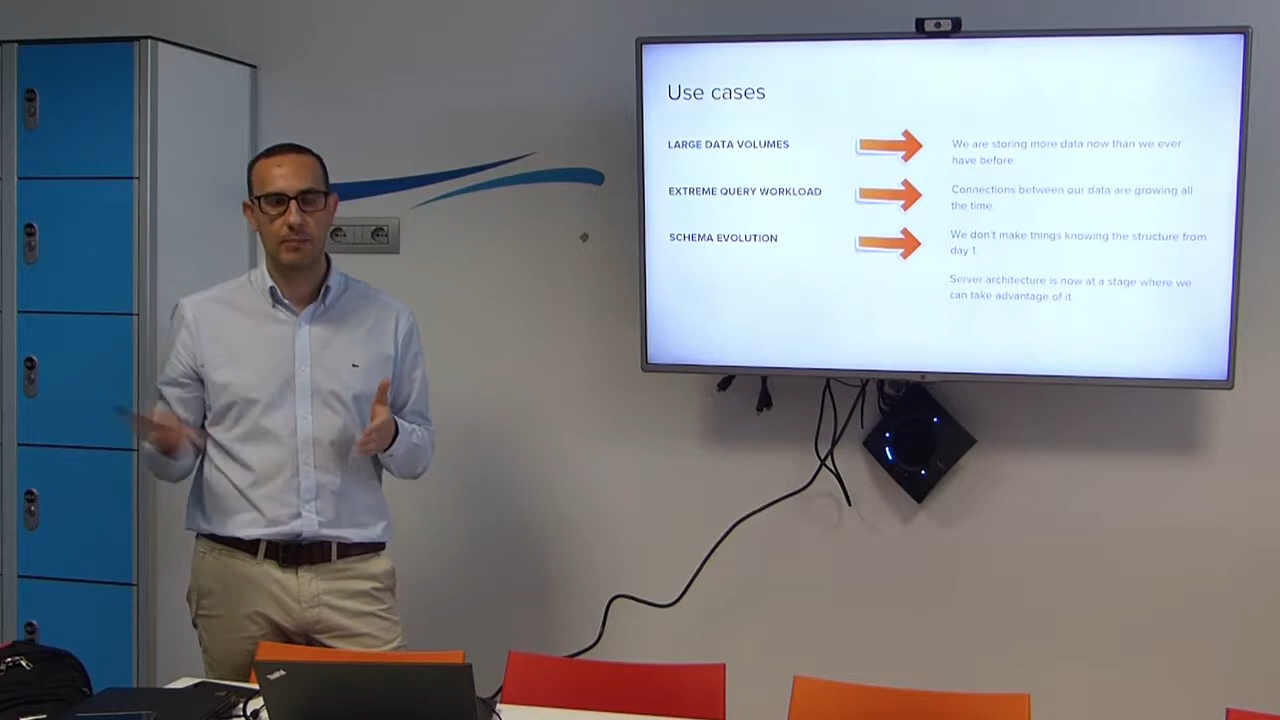 Use cases
LARGE DATA VOLUMES
We are storing more data now than we ever
have before.
EXTREME QUERY WORKLOAD
Connections between our data are growing all
the time.
SCHEMA EVOLUTION
We don't make things knowing the structure from
day 1.
Server architecture is now at a stage where we
can take advantage of it.
ThinkPad